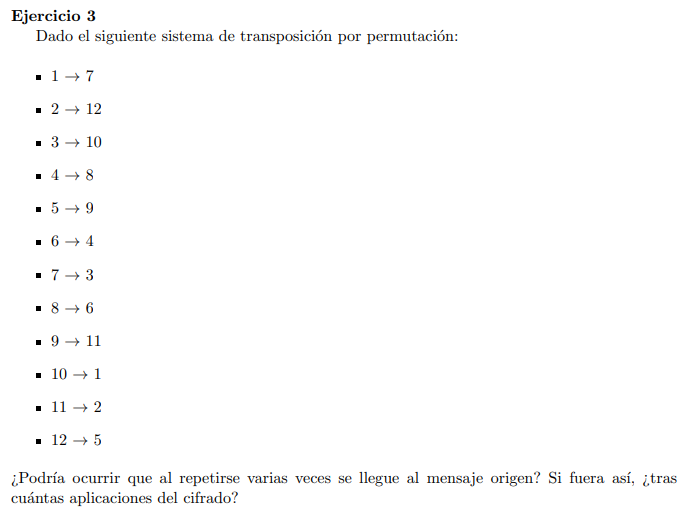 Ejercicio 3
Dado el siguiente sistema de transposición por permutación:
▪ 1 → 7
▪ 2 → 12
▪ 3 → 10
▪ 4 → 8
▪ 5 → 9
▪ 6 → 4
▪ 7 → 3
▪ 8 → 6
▪ 9 → 11
▪ 10 → 1
▪ 11 → 2
▪ 12 → 5
¿Podría ocurrir que al repetirse varias veces se llegue al mensaje origen? Si fuera así, ¿tras
cuántas aplicaciones del cifrado?